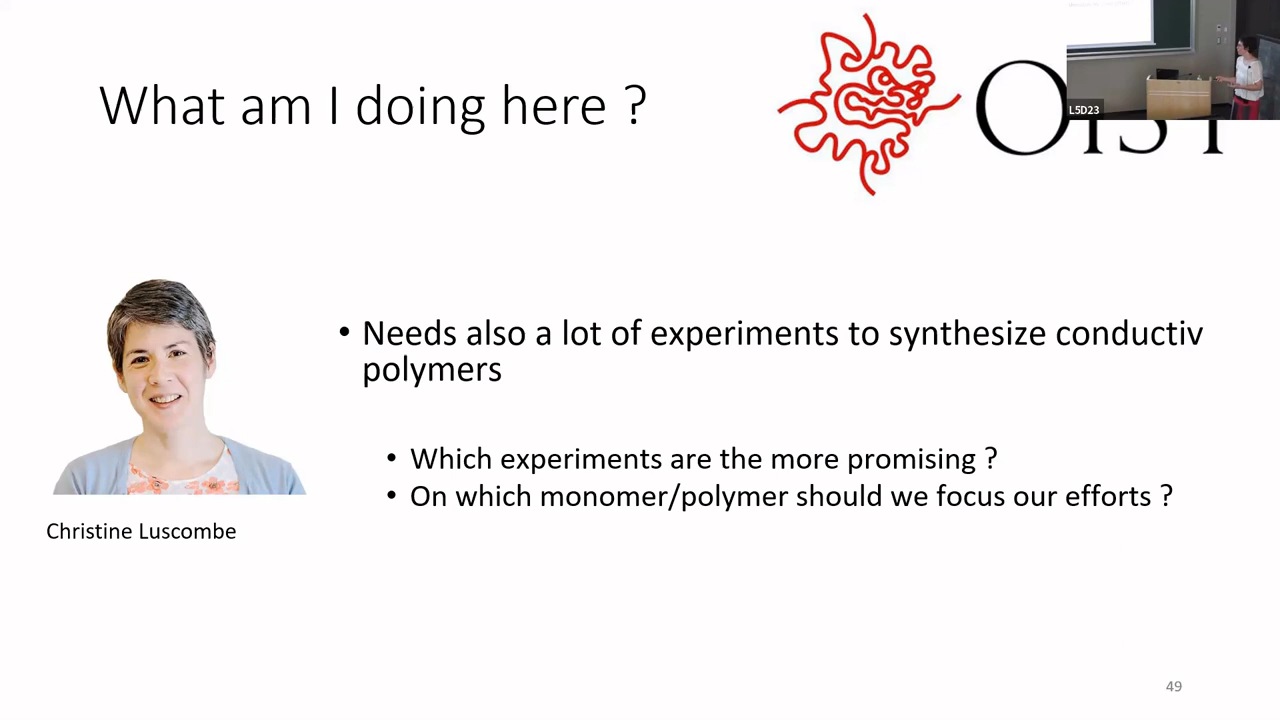 What am I doing here ?
L5D23
• Needs also a lot of experiments to synthesize conductiv
polymers
• Which experiments are the more promising ?
• On which monomer/polymer should we focus our efforts ?
Christine Luscombe
49